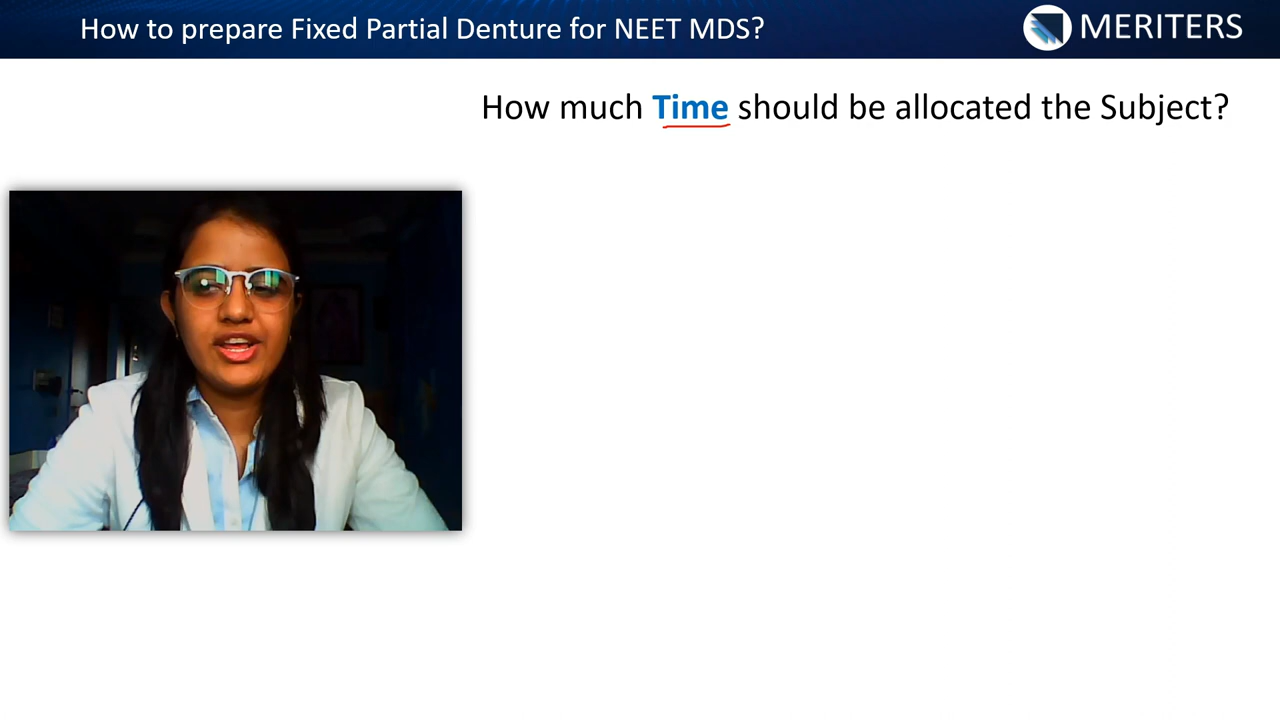 How to prepare Fixed Partial Denture for NEET MDS?
MERITERS
How much Time should be allocated the Subject?